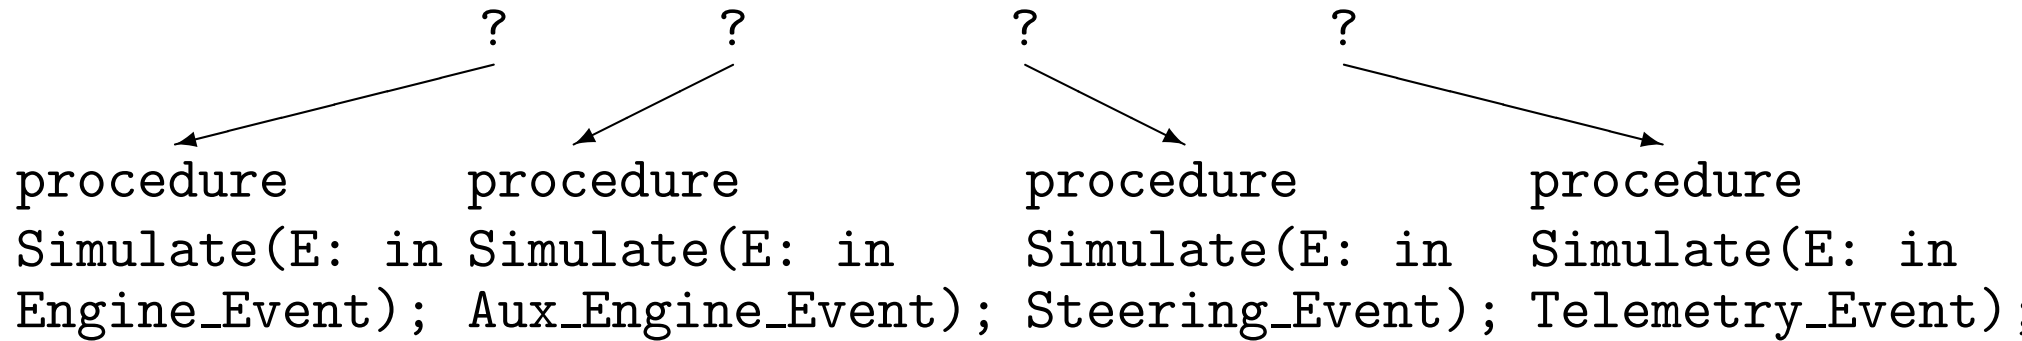 ? ? ? ?
procedure procedure procedure procedure
Simulate(E: in Simulate(E: in Simulate(E: in Simulate(E: in
Engine_Event); Aux_Engine_Event); Steering_Event); Telemetry_Event);